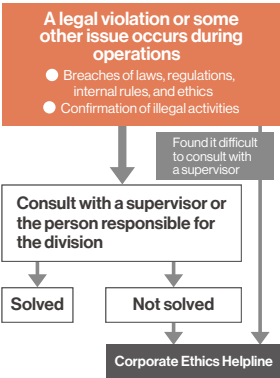 A legal violation or some
other issue occurs during
operations
● Breaches of laws, regulations,
internal rules, and ethics
● Confirmation of illegal activities
Found it difficult
to consult with
a supervisor
Consult with a supervisor or
the person responsible for
the division
Solved
Not solved
Corporate Ethics Helpline